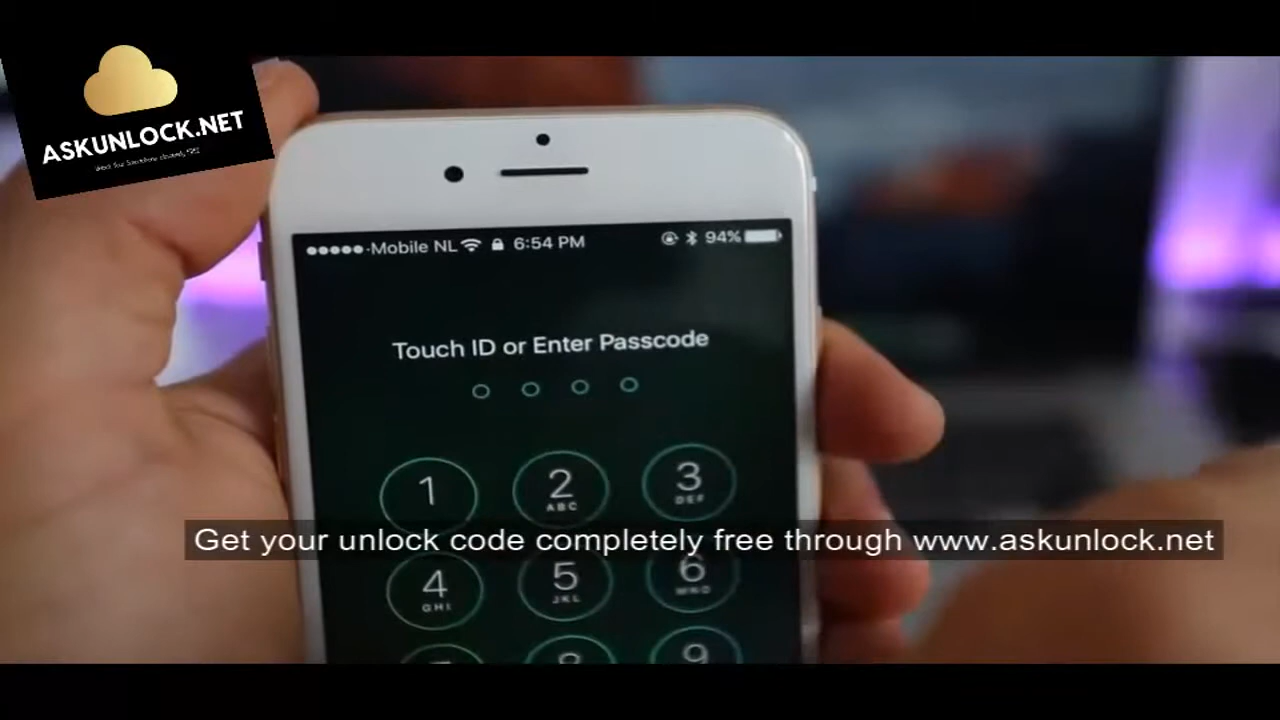 ASKUNLOCK.NET
·Mobile NL 6:54 PM 94%
Touch ID or Enter Passcode
1 2 3
ABC DEF
Get your unlock code completely free through www.askunlock.net
4 5 6
GHI JKL MNO
8 9